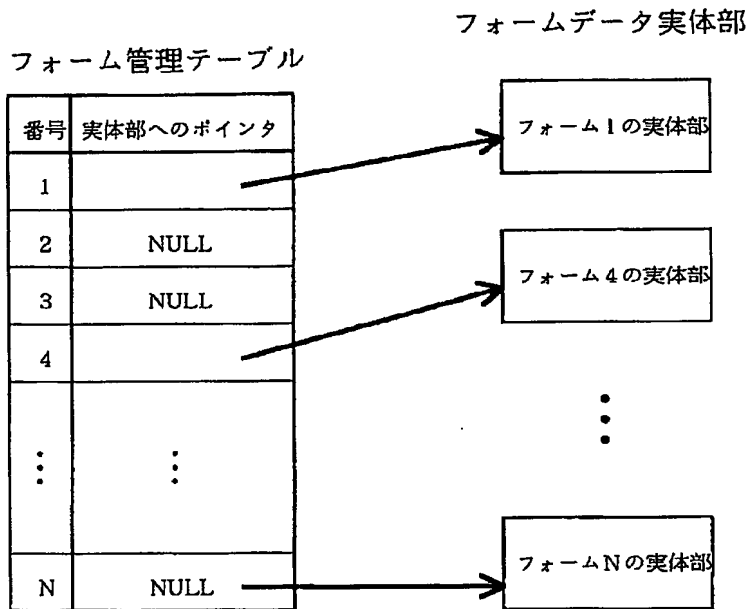 フォームデータ実体部
フォーム管理テーブル
番号 実体部へのポインタ
1
2 NULL
3 NULL
4
N NULL
フォーム1の実体部
フォーム4の実体部
フォームNの実体部